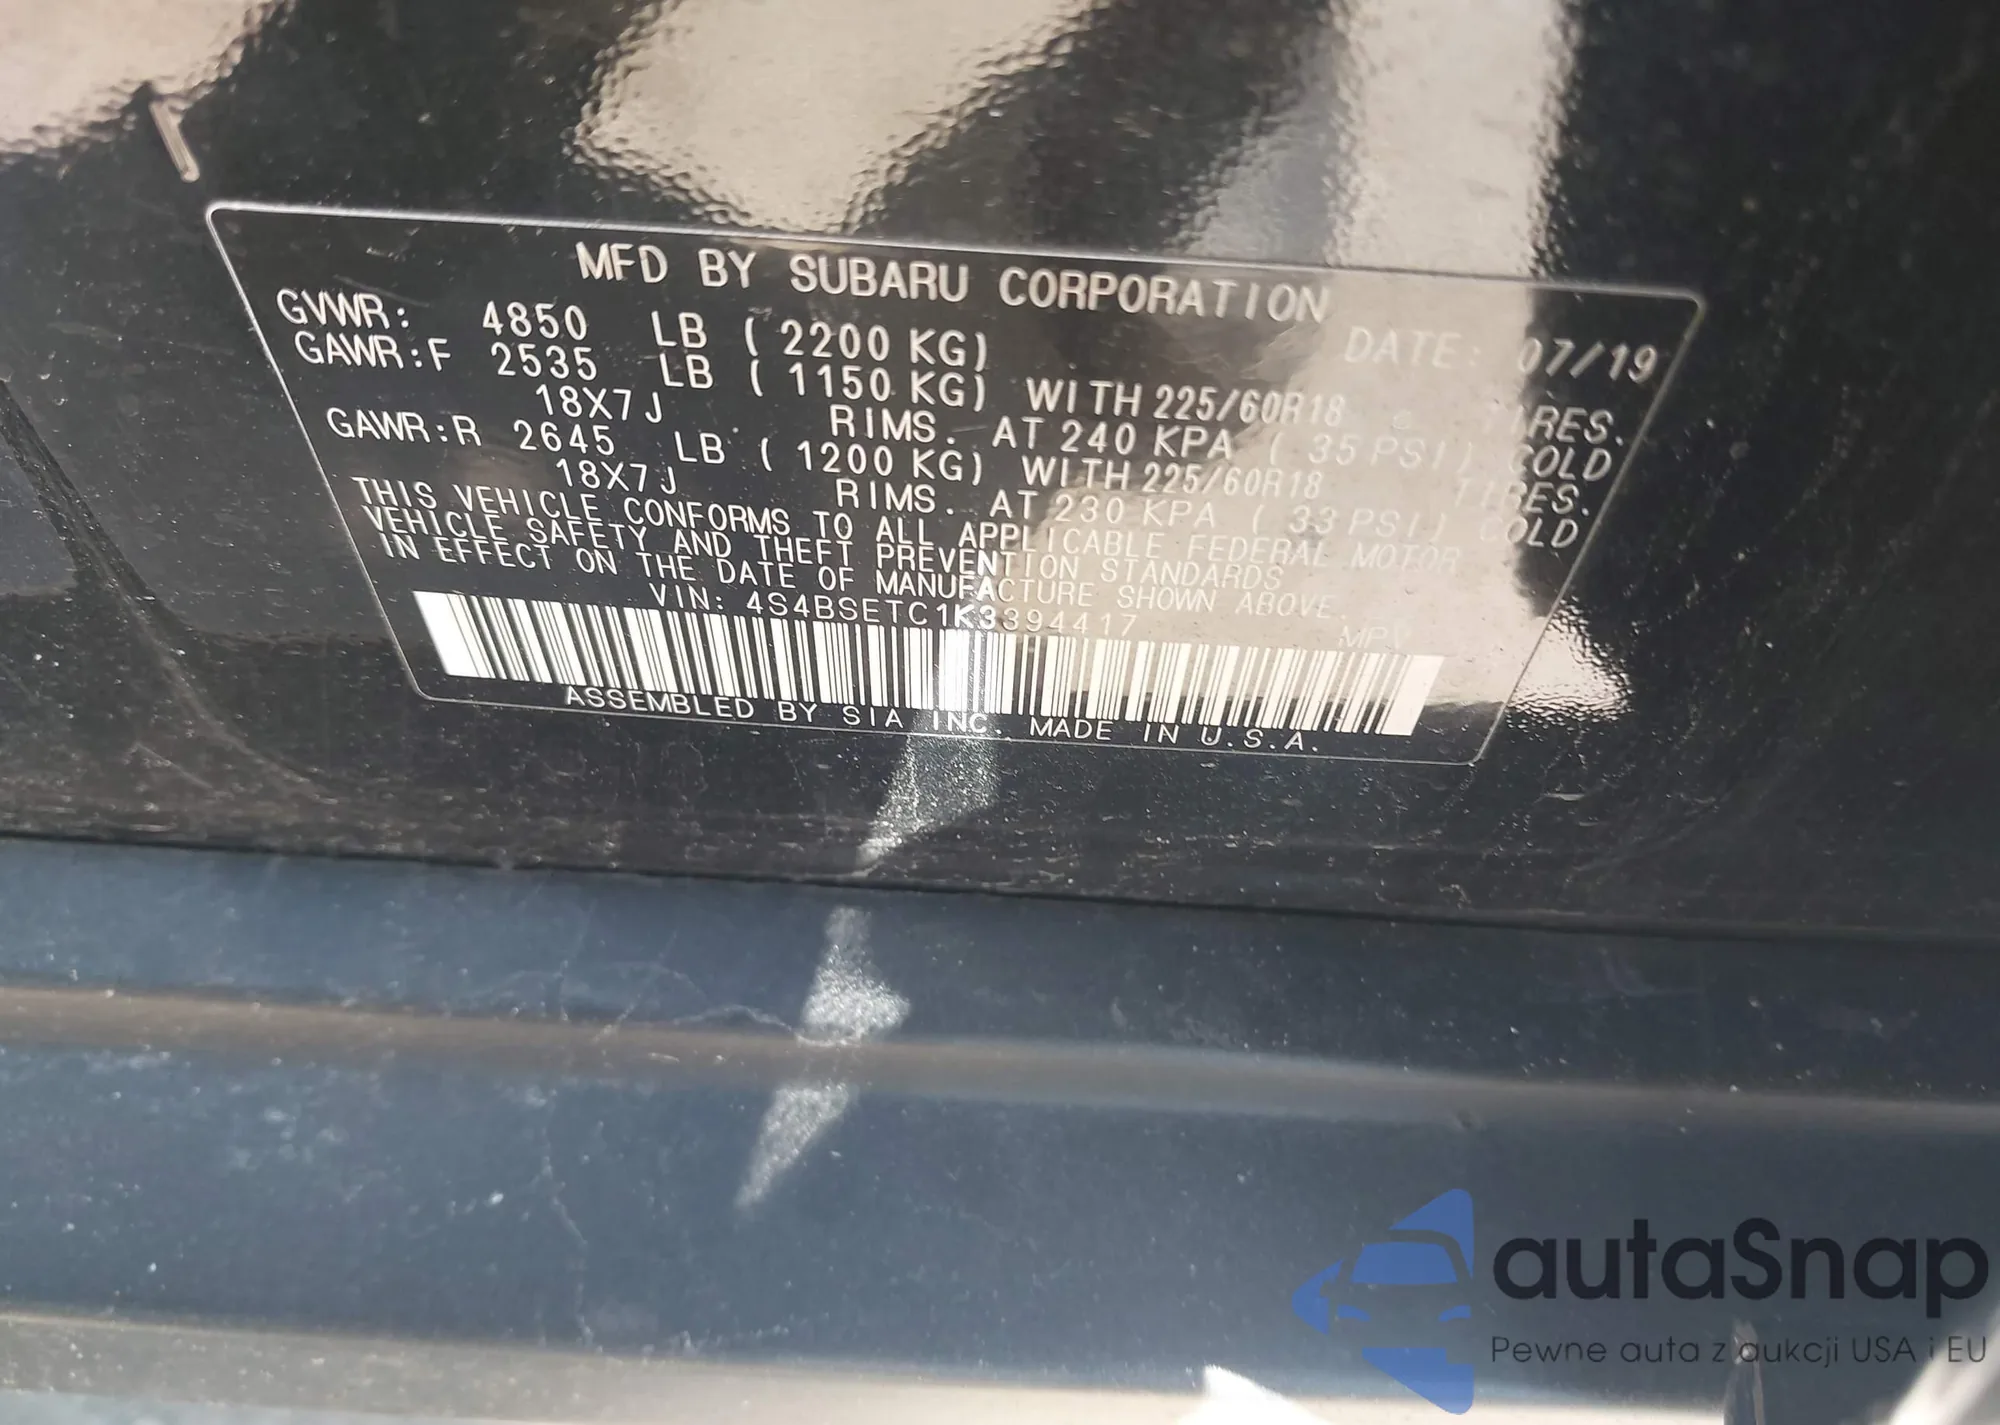 MFD BY SUBARU CORPORATION
GVWR: 4850 LB ( 2200 KG) DATE: 07/19
GAWR:F 2535 LB ( 1150 KG) WITH 225/60R18 TIRES.
18X7J RIMS. AT 240 KPA ( 35 PSI) COLD
GAWR:R 2645 LB ( 1200 KG) WITH 225/60R18 TIRES.
18X7J RIMS. AT 230 KPA ( 33 PSI) COLD
THIS VEHICLE CONFORMS TO ALL APPLICABLE FEDERAL MOTOR
VEHICLE SAFETY AND THEFT PREVENTION STANDARDS
IN EFFECT ON THE DATE OF MANUFACTURE SHOWN ABOVE.
VIN: 4S4BSETC1K3394417 MPV
ASSEMBLED BY SIA INC. MADE IN U.S.A.
autaSnap
Pewne auta z aukcji USA i EU